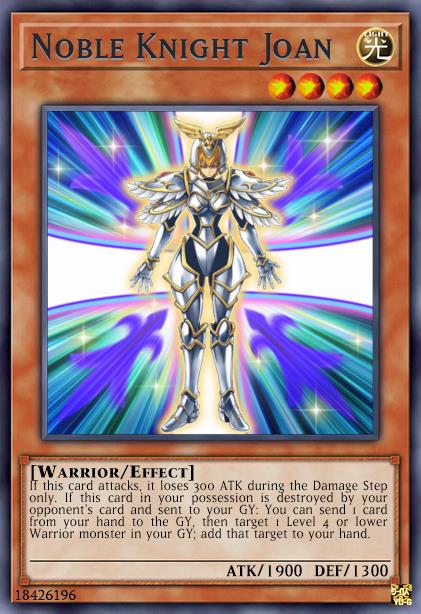 Noble Knight Joan
LIGHT
光
[Warrior/Effect]
If this card attacks, it loses 300 ATK during the Damage Step
only. If this card in your possession is destroyed by your
opponent's card and sent to your GY: You can send 1 card
from your hand to the GY, then target 1 Level 4 or lower
Warrior monster in your GY; add that target to your hand.
ATK/1900 DEF/1300
18426196